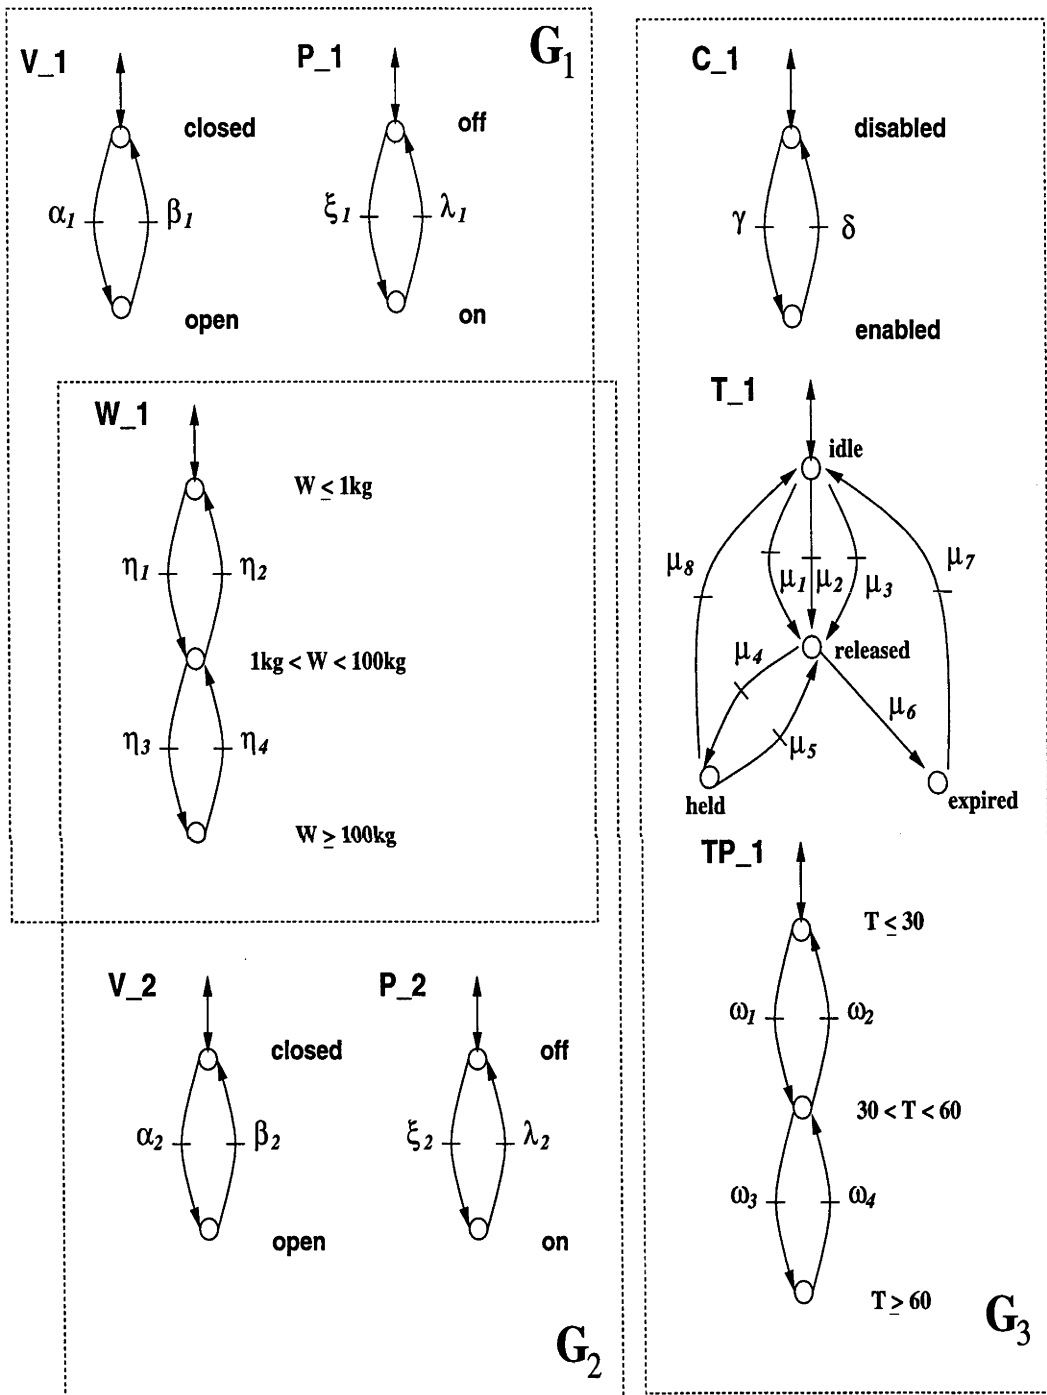 G1
V_1
closed
α1
β1
open
P_1
off
ξ1
λ1
on
W_1
W ≤ 1kg
η1
η2
1kg < W < 100kg
η3
η4
W ≥ 100kg
V_2
closed
α2
β2
open
P_2
off
ξ2
λ2
on
G2
C_1
disabled
γ
δ
enabled
T_1
idle
μ8
μ1
μ2
μ3
μ7
released
μ4
μ6
μ5
held
expired
TP_1
T ≤ 30
ω1
ω2
30 < T < 60
ω3
ω4
T ≥ 60
G3